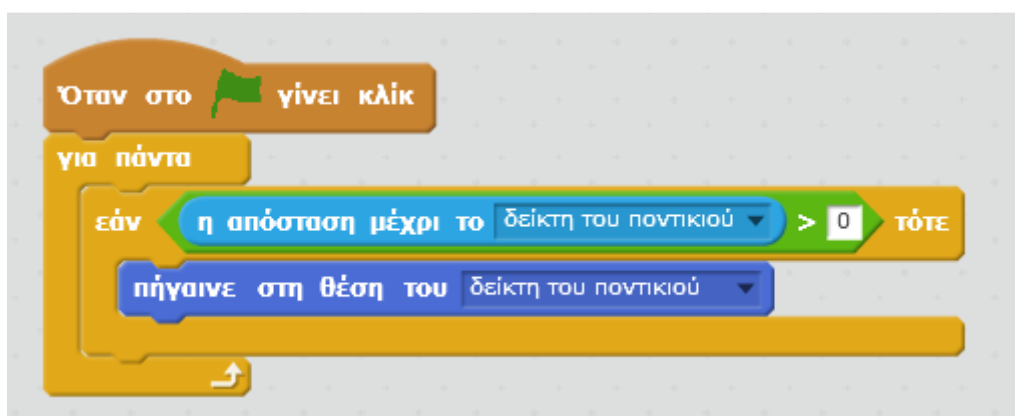 Όταν στο γίνει κλίκ
για πάντα
εάν η απόσταση μέχρι το δείκτη του ποντικιού > 0 τότε
πήγαινε στη θέση του δείκτη του ποντικιού